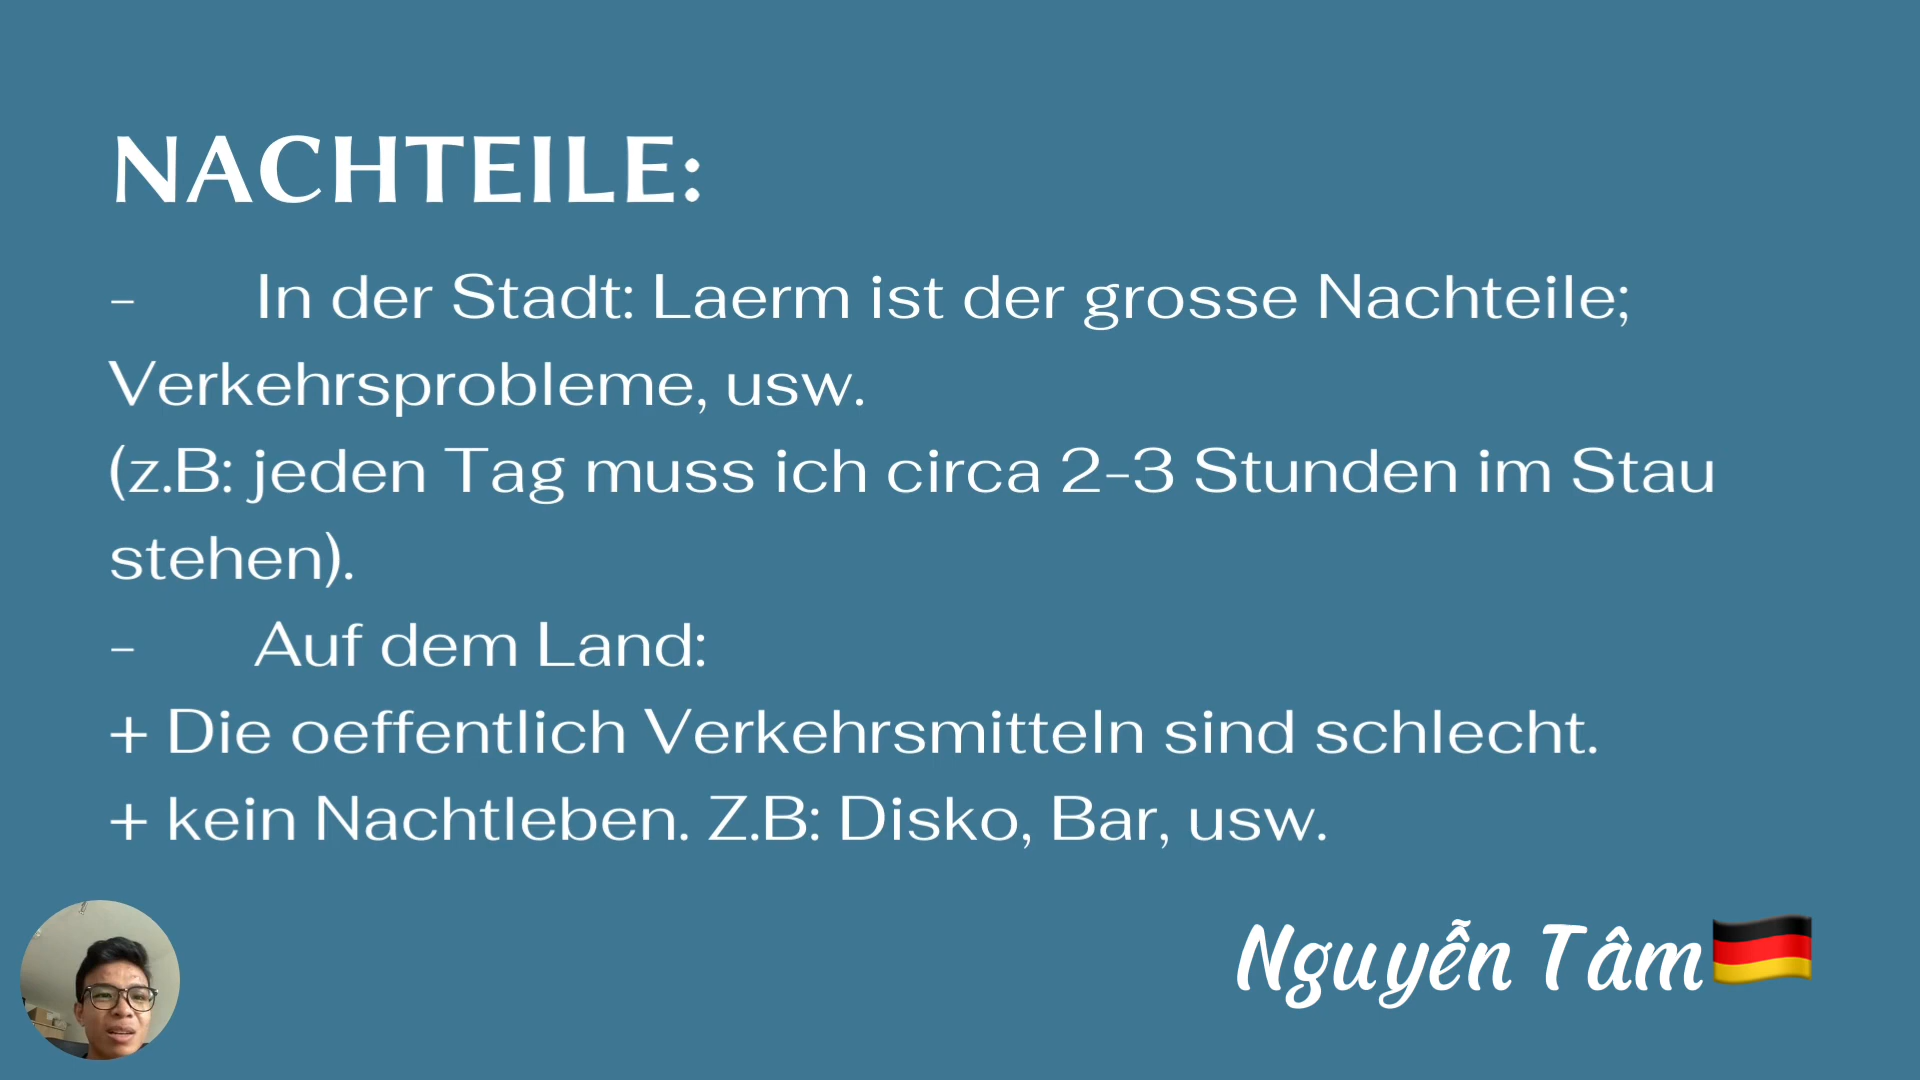 NACHTEILE:
- In der Stadt: Laerm ist der grosse Nachteile;
Verkehrsprobleme, usw.
(z.B: jeden Tag muss ich circa 2-3 Stunden im Stau
stehen).
- Auf dem Land:
+ Die oeffentlich Verkehrsmitteln sind schlecht.
+ kein Nachtleben. Z.B: Disko, Bar, usw.
Nguyễn Tâm